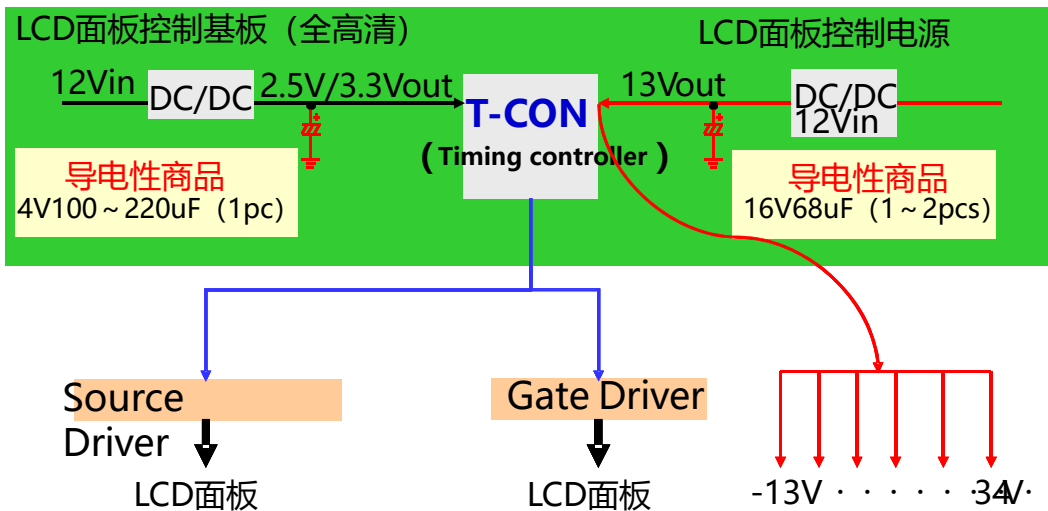 LCD面板控制基板（全高清）
LCD面板控制电源
12Vin
DC/DC
2.5V/3.3Vout
T-CON
（Timing controller）
13Vout
DC/DC
12Vin
导电性商品
4V100～220uF（1pc）
导电性商品
16V68uF（1～2pcs）
Source
Driver
Gate Driver
LCD面板
LCD面板
-13V · · · · · · · 34V·